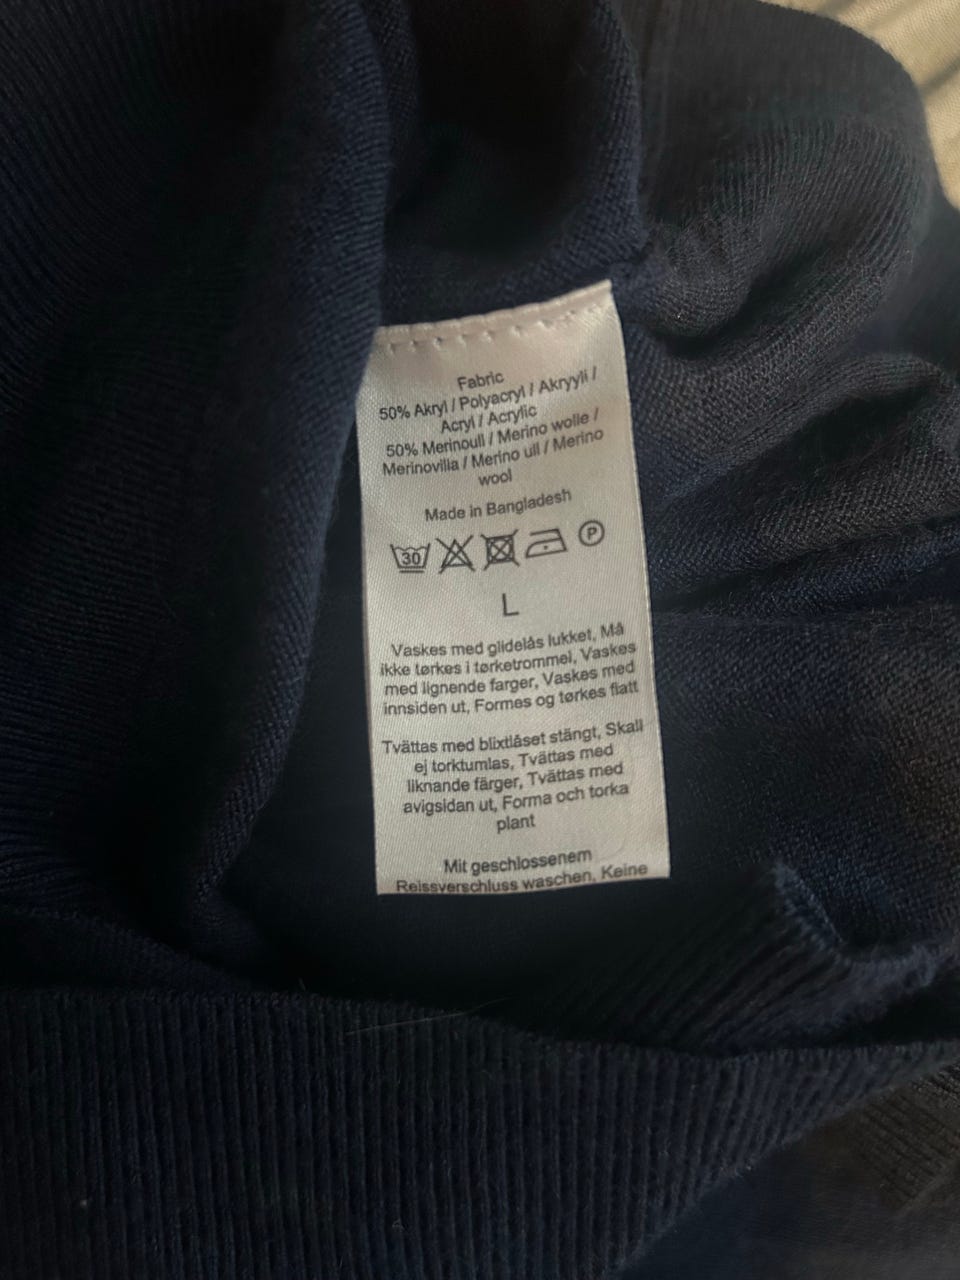 Fabric
50% Akryl / Polyacryl / Akryyli /
Acryl / Acrylic
50% Merinoull / Merino wolle /
Merinovilla / Merino ull / Merino
wool
Made in Bangladesh
30 P
L
Vaskes med glidelås lukket, Må
ikke tørkes i tørketrommel, Vaskes
med lignende farger, Vaskes med
innsiden ut, Formes og tørkes flatt
Tvättas med blixtlåset stängt, Skall
ej torktumlas, Tvättas med
liknande färger, Tvättas med
avigsidan ut, Forma och torka
plant
Mit geschlossenem
Reissverschluss waschen, Keine